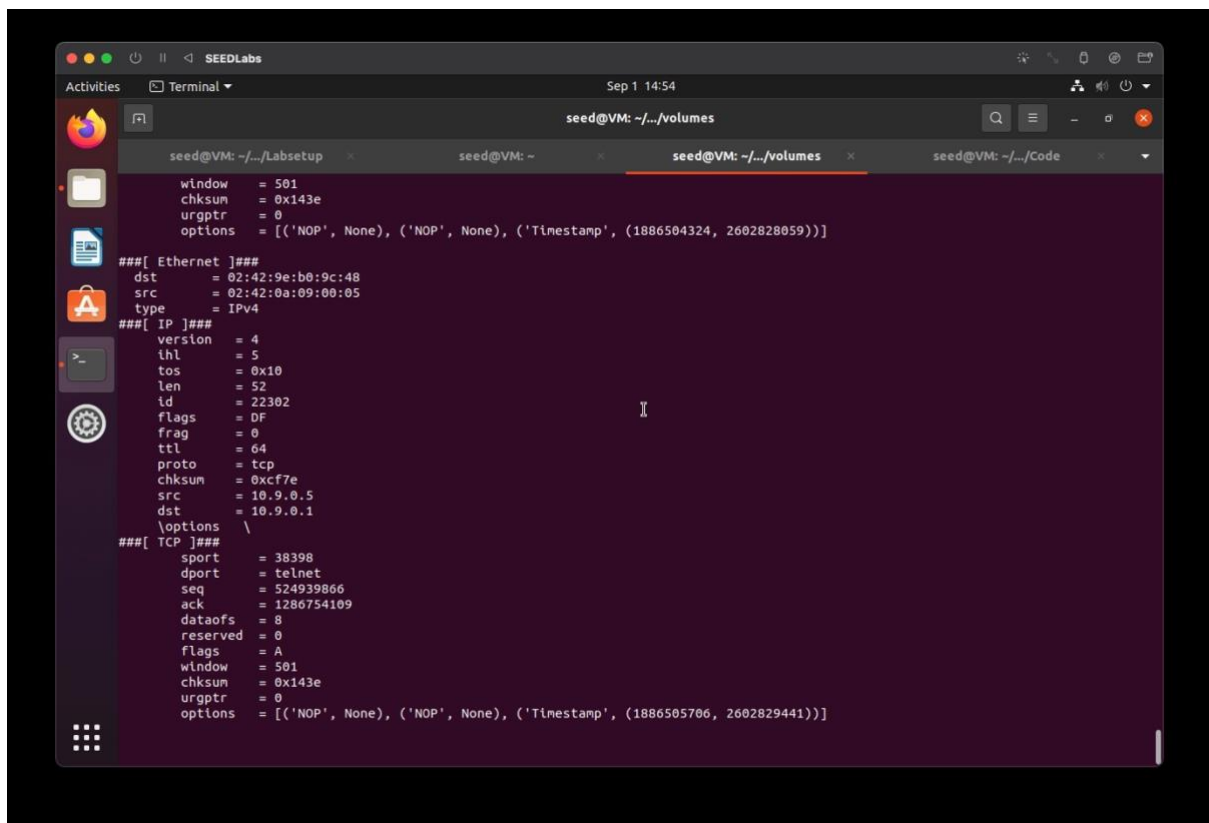 SEEDLabs
Activities Terminal Sep 1 14:54
seed@VM: ~/.../volumes
seed@VM: ~/.../Labsetup seed@VM: ~ seed@VM: ~/.../volumes seed@VM: ~/.../Code
window = 501
chksum = 0x143e
urgptr = 0
options = [('NOP', None), ('NOP', None), ('Timestamp', (1886504324, 2602828059))]
###[ Ethernet ]###
dst = 02:42:9e:b0:9c:48
src = 02:42:0a:09:00:05
type = IPv4
###[ IP ]###
version = 4
ihl = 5
tos = 0x10
len = 52
id = 22302
flags = DF
frag = 0
ttl = 64
proto = tcp
chksum = 0xcf7e
src = 10.9.0.5
dst = 10.9.0.1
\options \
###[ TCP ]###
sport = 38398
dport = telnet
seq = 524939866
ack = 1286754109
dataofs = 8
reserved = 0
flags = A
window = 501
chksum = 0x143e
urgptr = 0
options = [('NOP', None), ('NOP', None), ('Timestamp', (1886505706, 2602829441))]